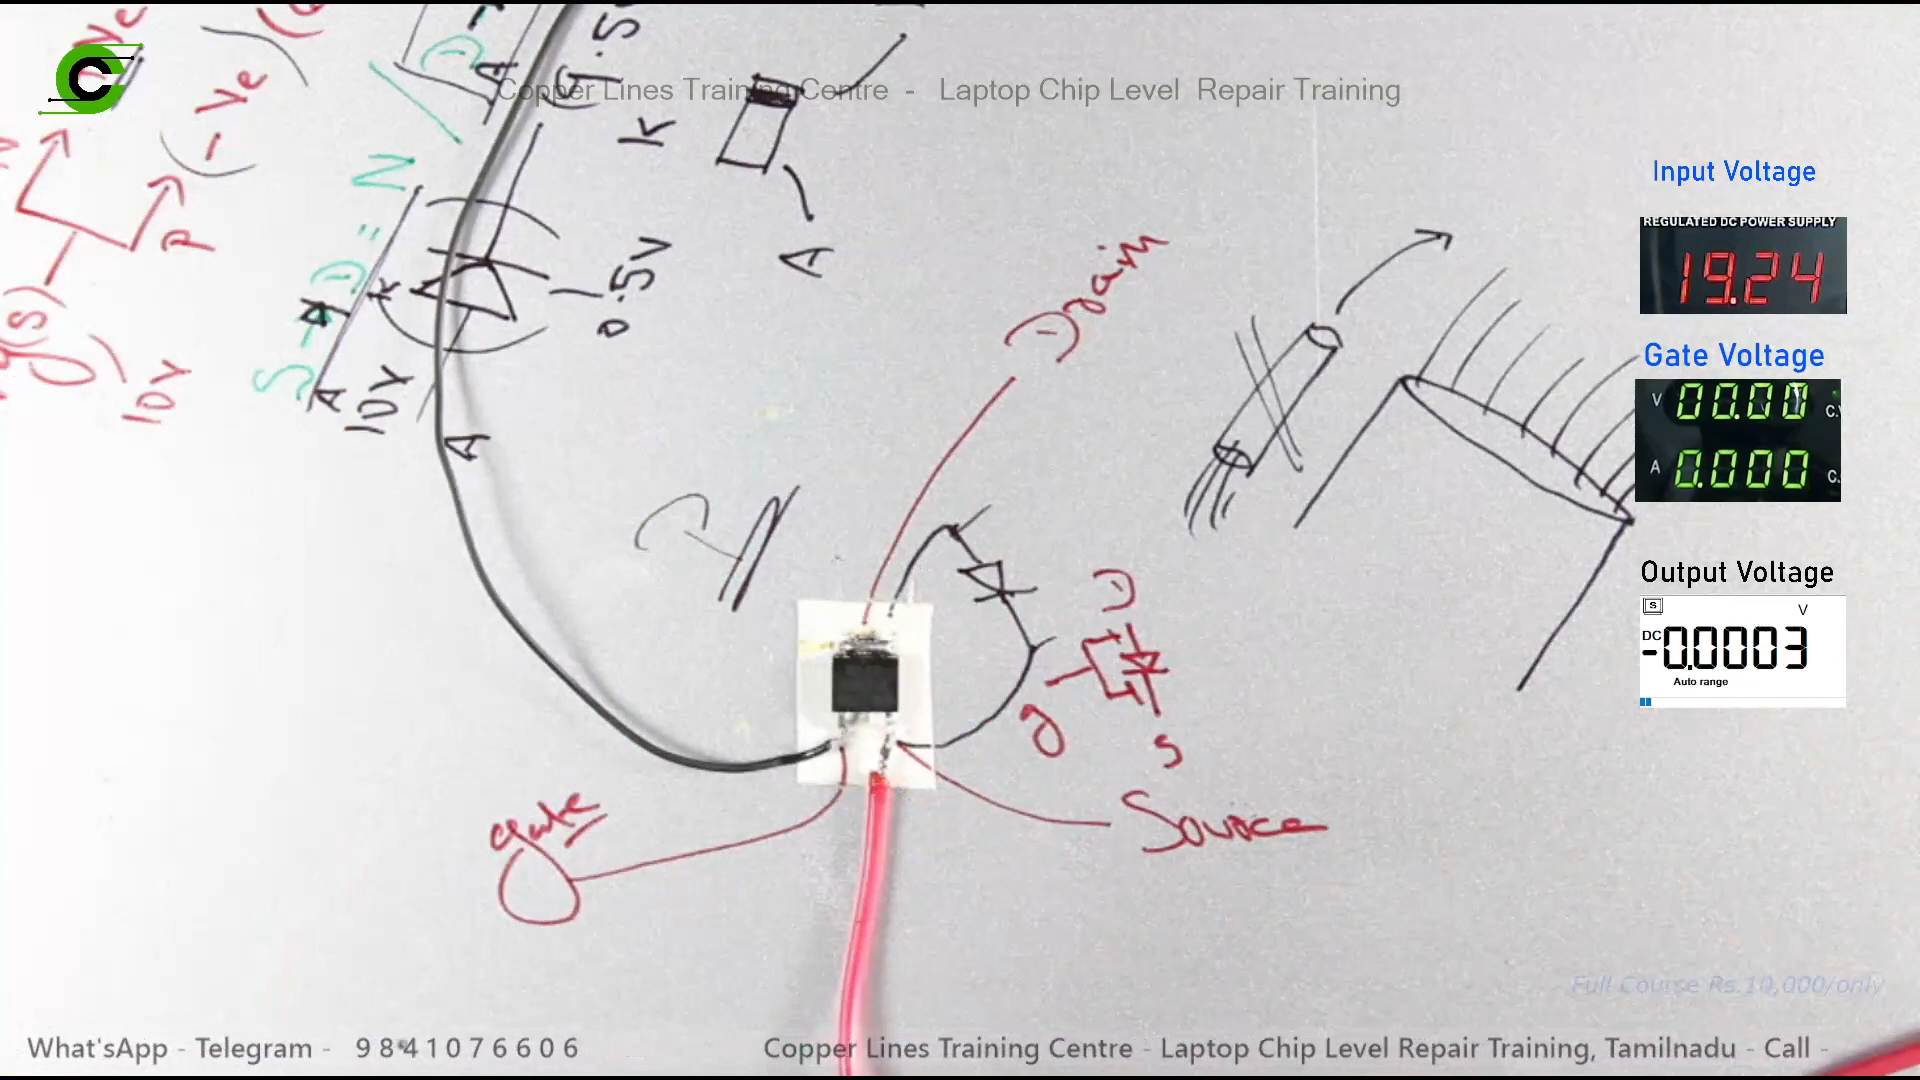 Copper Lines Training Centre - Laptop Chip Level Repair Training
Ve
- Ve
N
P
(S)
10V
D
A
S - D = N
K
A
10V
0.5V
A
K
A
Drain
D
g
S
gate
Source
Input Voltage
REGULATED DC POWER SUPPLY
19.24
Gate Voltage
V 00.00 C.V
A 0.000 C.
Output Voltage
S V
DC -0.0003
Auto range
Full Course Rs.10,000/only
What'sApp - Telegram - 9841076606
Copper Lines Training Centre - Laptop Chip Level Repair Training, Tamilnadu - Call -